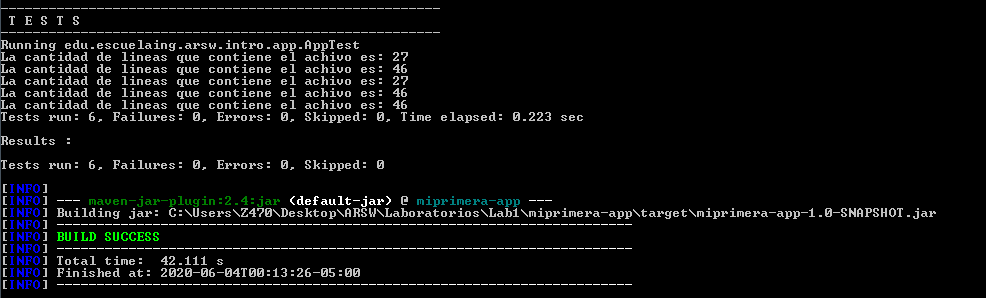 -------------------------------------------------------
 T E S T S
-------------------------------------------------------
Running edu.escuelaing.arsw.intro.app.AppTest
La cantidad de lineas que contiene el achivo es: 27
La cantidad de lineas que contiene el achivo es: 46
La cantidad de lineas que contiene el achivo es: 27
La cantidad de lineas que contiene el achivo es: 46
La cantidad de lineas que contiene el achivo es: 46
Tests run: 6, Failures: 0, Errors: 0, Skipped: 0, Time elapsed: 0.223 sec
Results :
Tests run: 6, Failures: 0, Errors: 0, Skipped: 0
[INFO]
[INFO] --- maven-jar-plugin:2.4:jar (default-jar) @ miprimera-app ---
[INFO] Building jar: C:\Users\Z470\Desktop\ARSW\Laboratorios\Lab1\miprimera-app\target\miprimera-app-1.0-SNAPSHOT.jar
[INFO] ------------------------------------------------------------------------
[INFO] BUILD SUCCESS
[INFO] ------------------------------------------------------------------------
[INFO] Total time:  42.111 s
[INFO] Finished at: 2020-06-04T00:13:26-05:00
[INFO] ------------------------------------------------------------------------